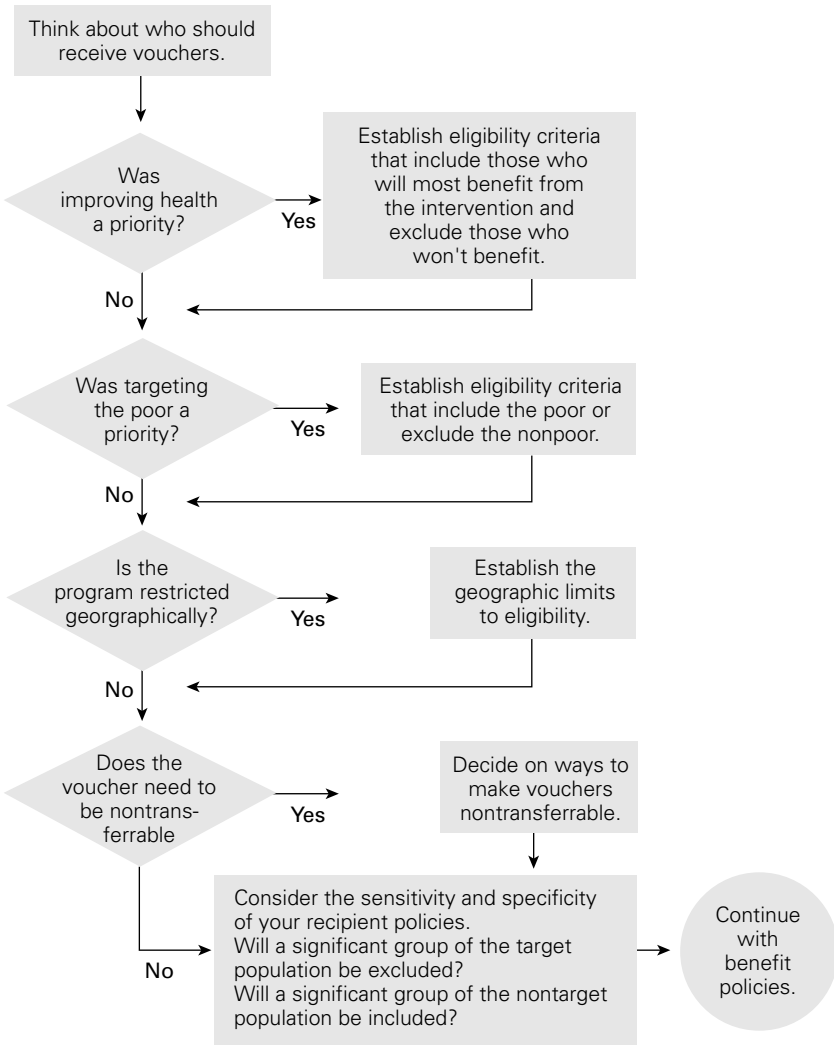 Think about who should
receive vouchers.
Was
improving health
a priority?
Yes
Establish eligibility criteria
that include those who
will most benefit from
the intervention and
exclude those who
won't benefit.
No
Was targeting
the poor a
priority?
Yes
Establish eligibility criteria
that include the poor or
exclude the nonpoor.
No
Is the
program restricted
georgraphically?
Yes
Establish the
geographic limits
to eligibility.
No
Does the
voucher need to
be nontrans-
ferrable
Yes
Decide on ways to
make vouchers
nontransferrable.
No
Consider the sensitivity and specificity
of your recipient policies.
Will a significant group of the target
population be excluded?
Will a significant group of the nontarget
population be included?
Continue
with
benefit
policies.